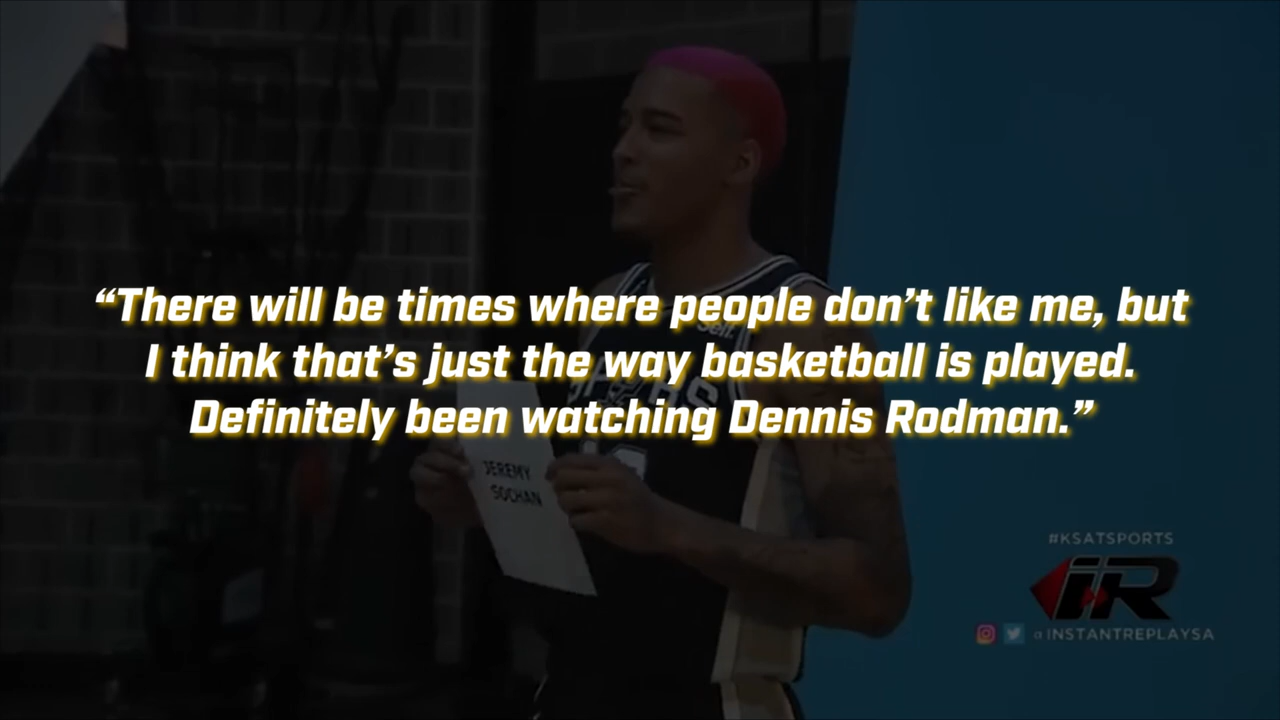 “There will be times where people don’t like me, but
I think that’s just the way basketball is played.
Definitely been watching Dennis Rodman.”
Self.
JEREMY
SOCHAN
#KSATSPORTS
iR
@INSTANTREPLAYSA